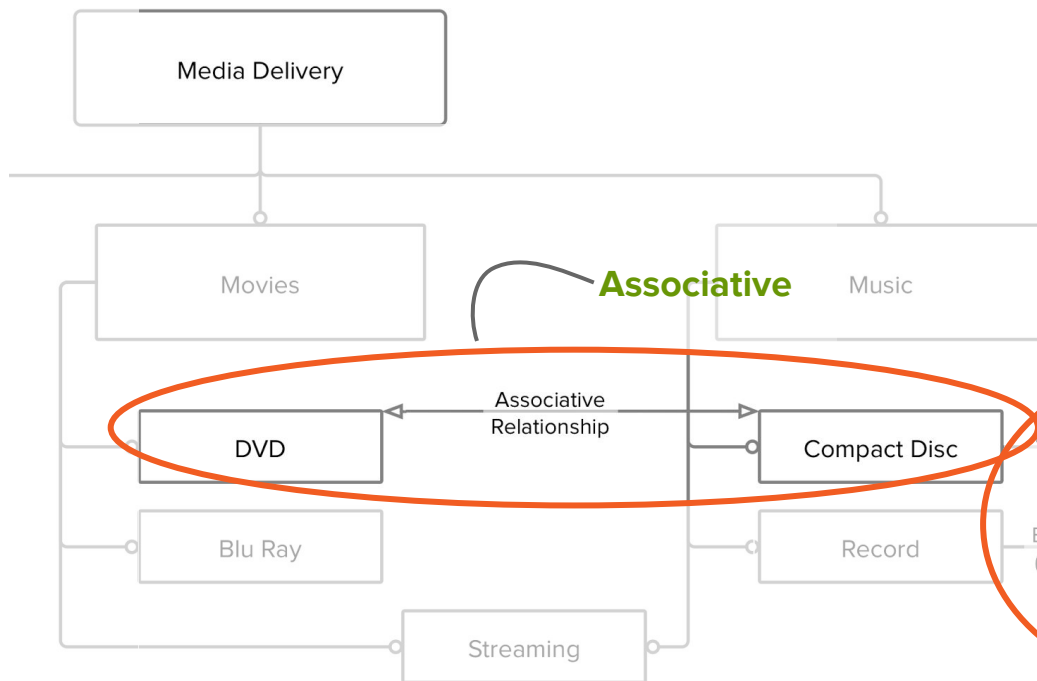 Media Delivery
Movies
Associative
Music
Associative
Relationship
DVD
Compact Disc
Blu Ray
Record
Streaming